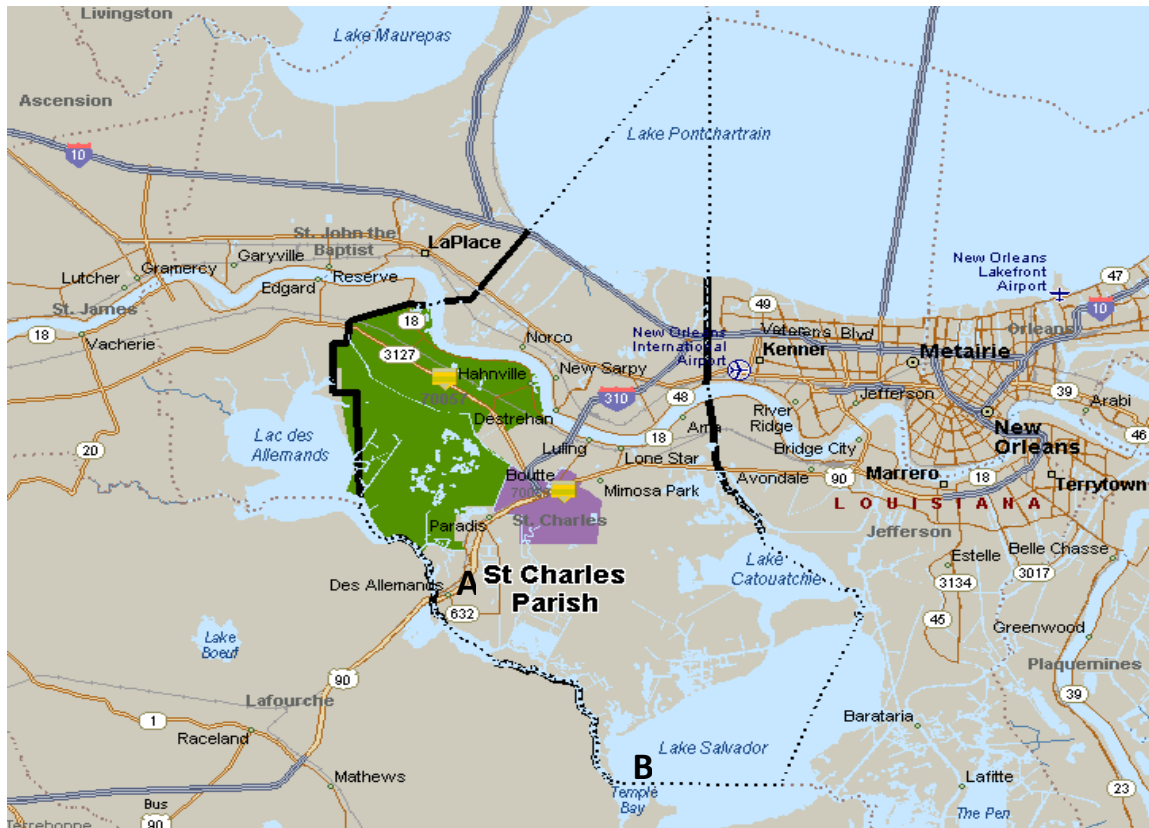 Livingston
Lake Maurepas
Ascension
10
Lake Pontchartrain
St. John the
Baptist
LaPlace
Garyville
Reserve
Lutcher
Gramercy
Edgard
St. James
18
Vacherie
18
3127
Hahnville
70057
Norco
New Sarpy
Destrehan
310
New Orleans
International
Airport
49
Veterans Blvd
Kenner
Metairie
New Orleans
Lakefront
Airport
47
10
Orleans
Jefferson
39
Arabi
46
48
Ama
River
Ridge
Bridge City
New
Orleans
Luling
18
Lone Star
Lac des
Allemands
20
Boutte
Mimosa Park
Avondale
90
Marrero
18
Terrytown
LOUISIANA
Paradis
St. Charles
Jefferson
Estelle
Belle Chasse
3134
3017
45
Lake
Catouatchie
Des Allemands
A
St Charles
Parish
632
Lake
Boeuf
Greenwood
Plaquemines
39
90
Lafourche
1
Raceland
Mathews
Barataria
Lake Salvador
B
Temple
Bay
Lafitte
The Pen
23
Bus
90
Terrebonne